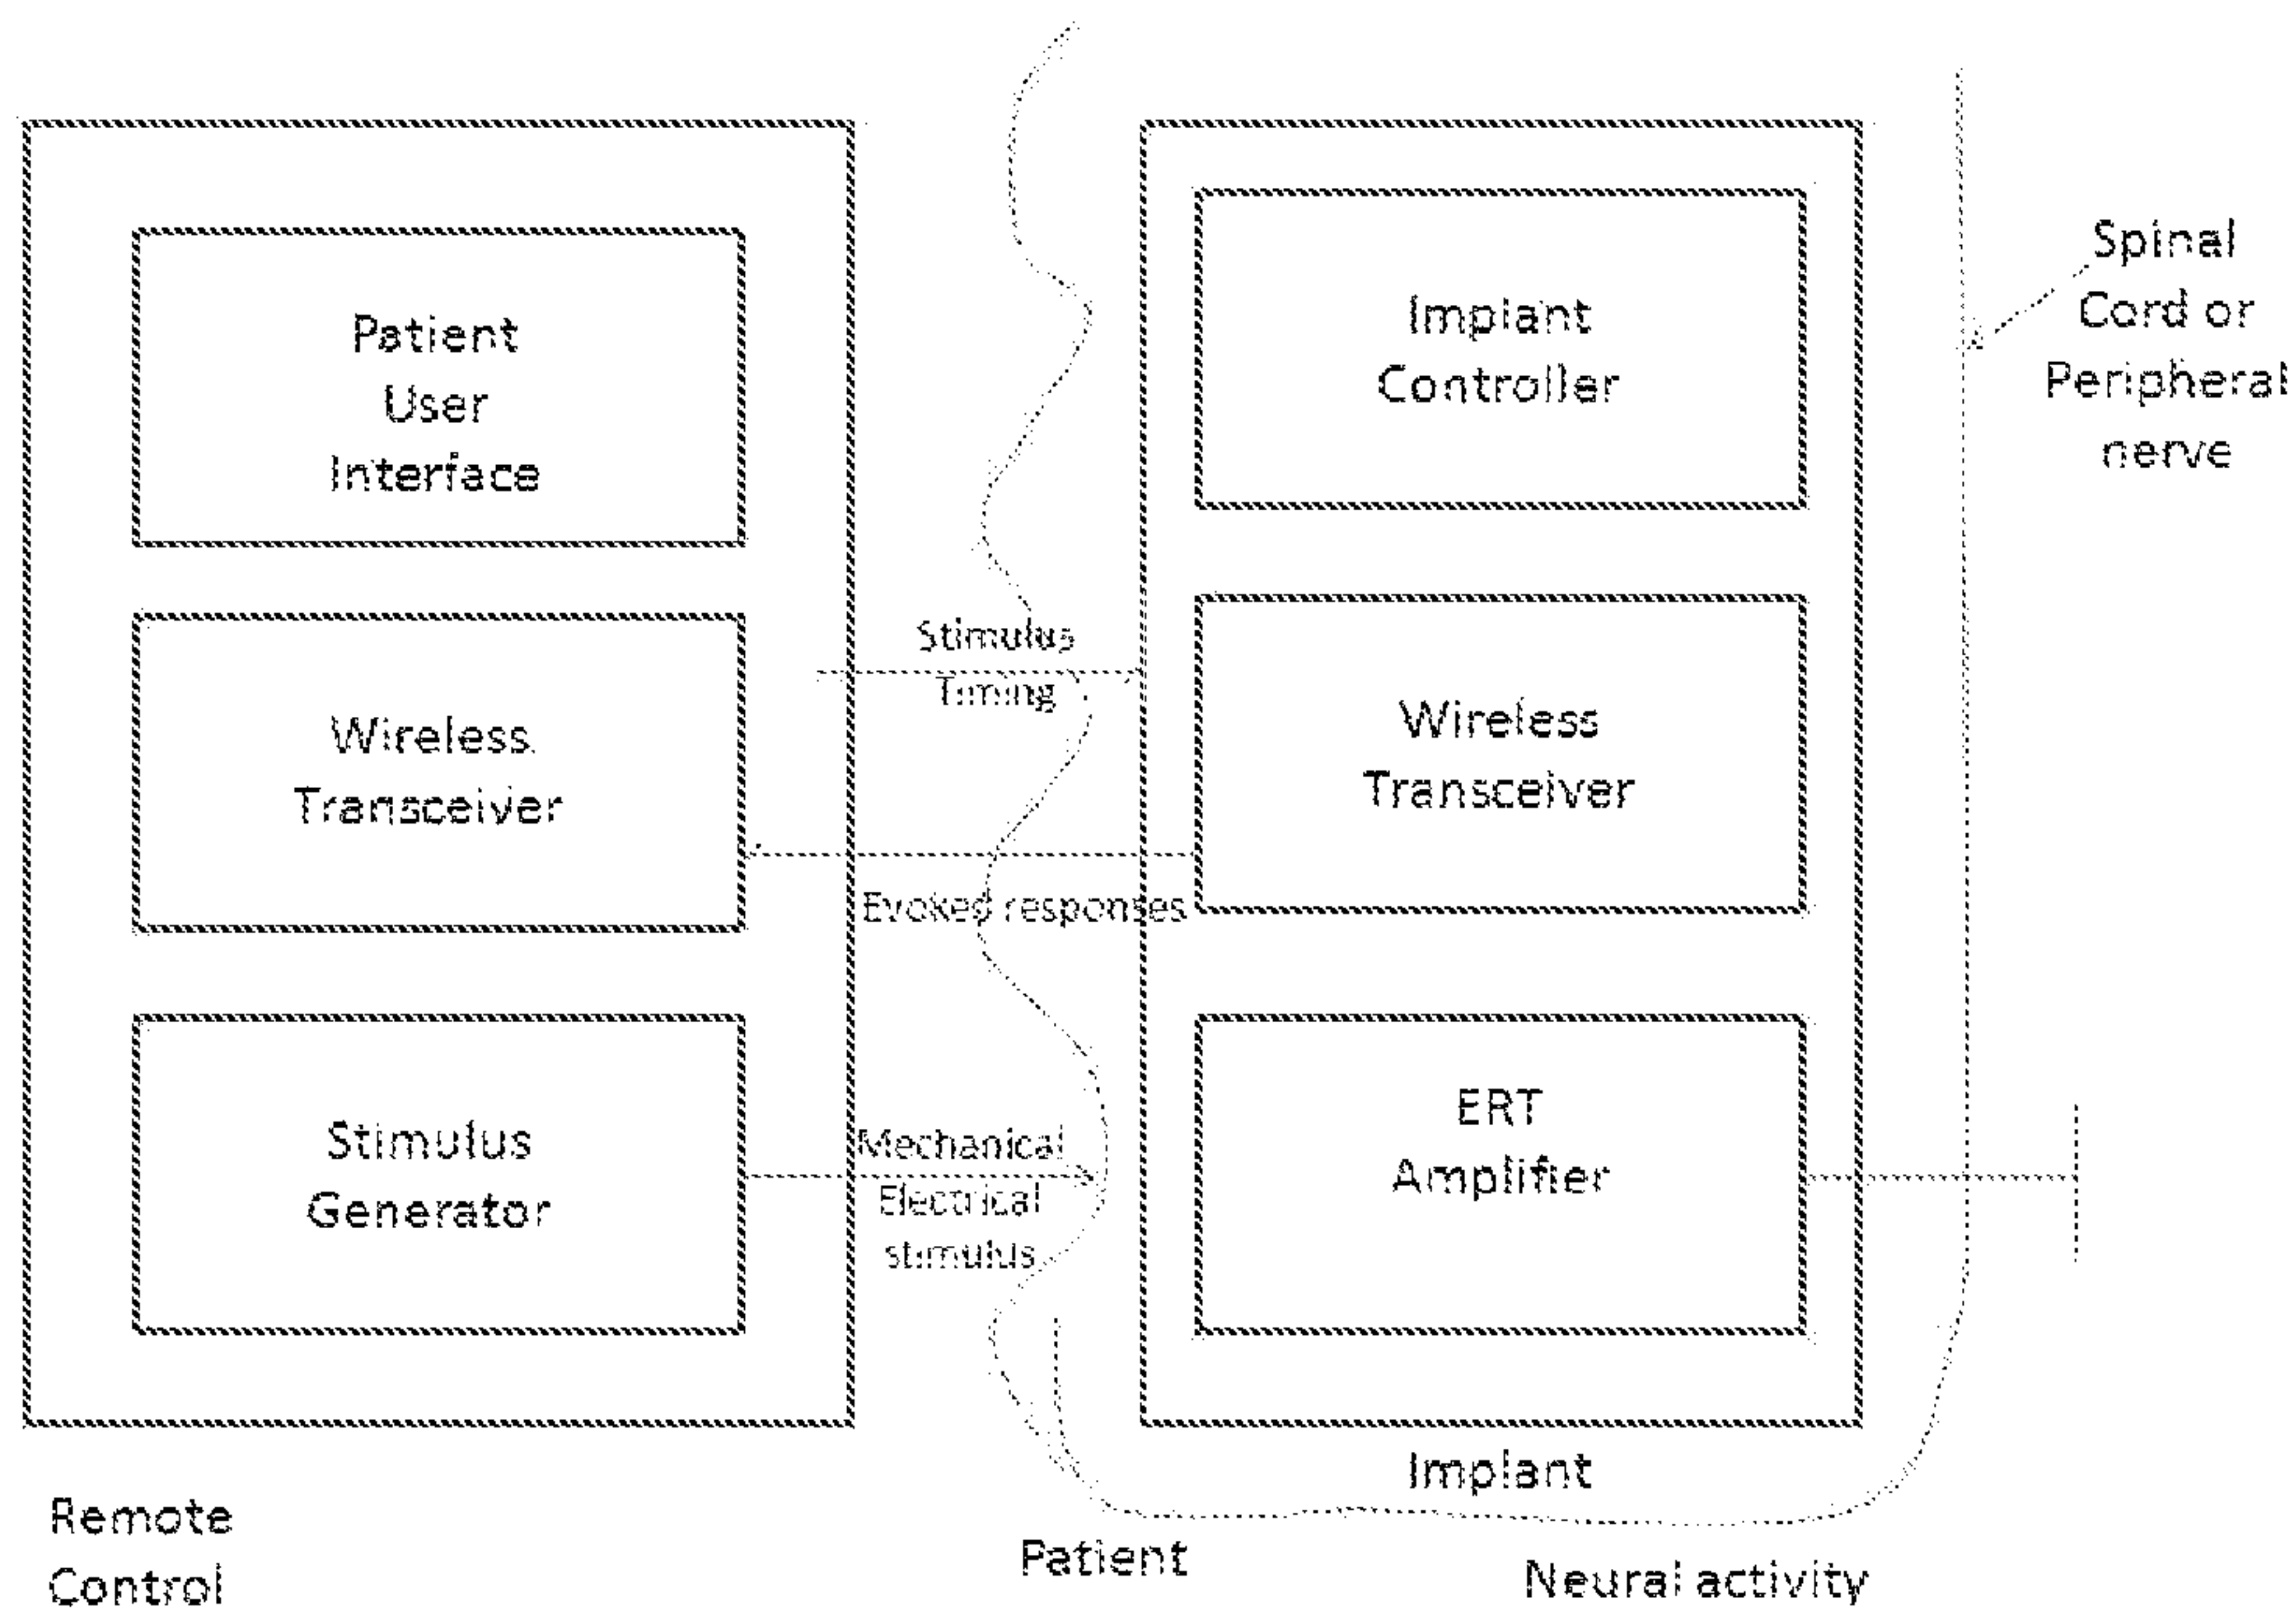 Patient
User
Interface
Wireless
Transceiver
Stimulus
Generator
Remote
Control
Stimulus
Timing
Evoked responses
Mechanical
Electrical
stimulus
Patient
Implant
Controller
Wireless
Transceiver
ERT
Amplifier
Implant
Neural activity
Spinal
Cord or
Peripheral
nerve